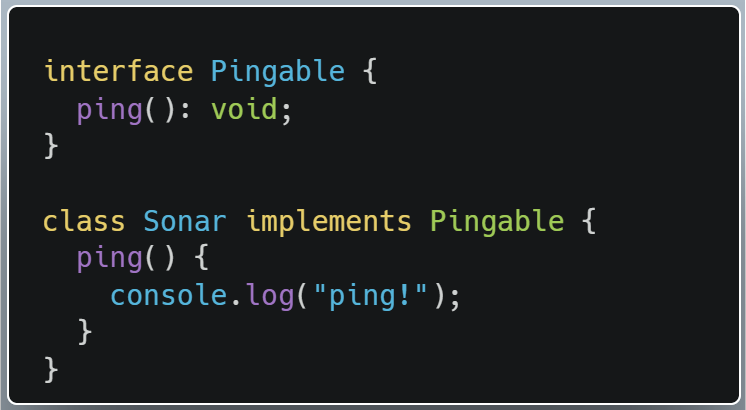 interface Pingable {
  ping(): void;
}

class Sonar implements Pingable {
  ping() {
    console.log("ping!");
  }
}